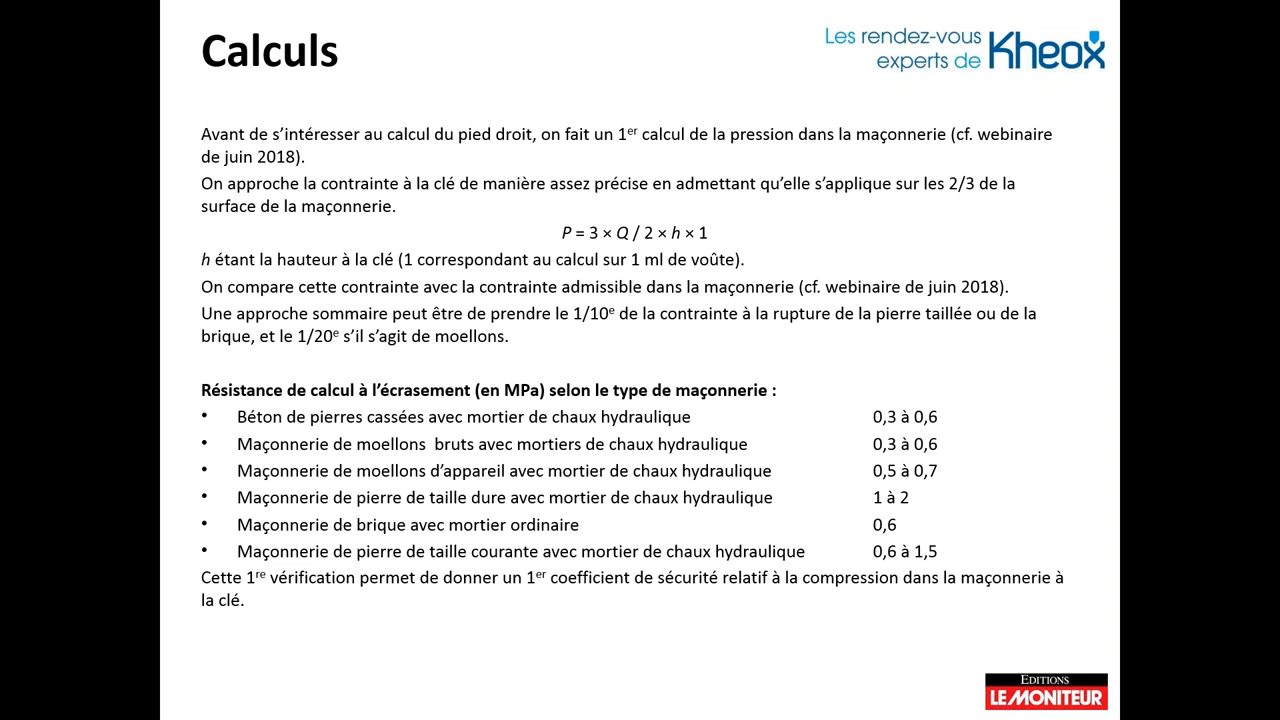 Calculs
Les rendez-vous
experts de Kheox
Avant de s’intéresser au calcul du pied droit, on fait un 1er calcul de la pression dans la maçonnerie (cf. webinaire
de juin 2018).
On approche la contrainte à la clé de manière assez précise en admettant qu’elle s’applique sur les 2/3 de la
surface de la maçonnerie.
P = 3 × Q / 2 × h × 1
h étant la hauteur à la clé (1 correspondant au calcul sur 1 ml de voûte).
On compare cette contrainte avec la contrainte admissible dans la maçonnerie (cf. webinaire de juin 2018).
Une approche sommaire peut être de prendre le 1/10e de la contrainte à la rupture de la pierre taillée ou de la
brique, et le 1/20e s’il s’agit de moellons.
Résistance de calcul à l’écrasement (en MPa) selon le type de maçonnerie :
• Béton de pierres cassées avec mortier de chaux hydraulique 0,3 à 0,6
• Maçonnerie de moellons bruts avec mortiers de chaux hydraulique 0,3 à 0,6
• Maçonnerie de moellons d’appareil avec mortier de chaux hydraulique 0,5 à 0,7
• Maçonnerie de pierre de taille dure avec mortier de chaux hydraulique 1 à 2
• Maçonnerie de brique avec mortier ordinaire 0,6
• Maçonnerie de pierre de taille courante avec mortier de chaux hydraulique 0,6 à 1,5
Cette 1re vérification permet de donner un 1er coefficient de sécurité relatif à la compression dans la maçonnerie à
la clé.
EDITIONS
LE MONITEUR